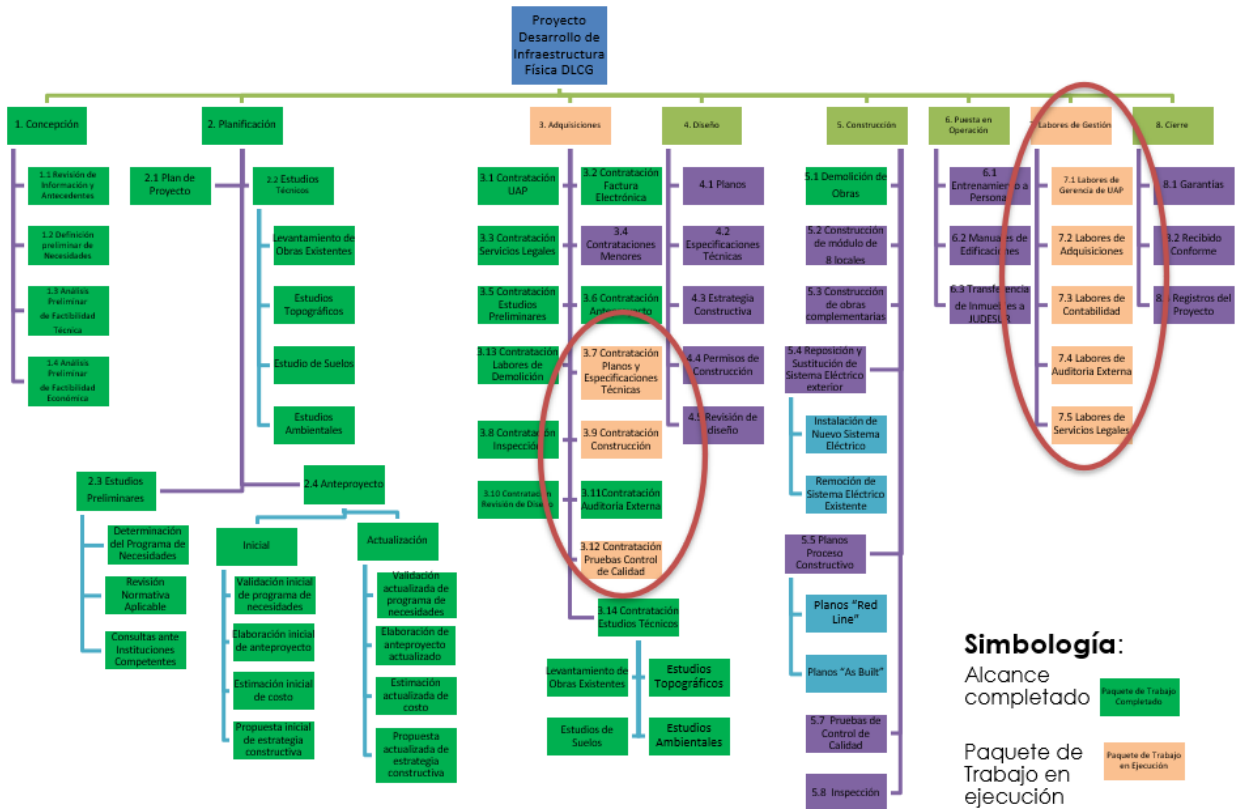 Proyecto
Desarrollo de
Infraestructura
Física DLCG
1. Concepción
2. Planificación
3. Adquisiciones
4. Diseño
5. Construcción
6. Puesta en
Operación
Labores de Gestión
8. Cierre
1.1 Revisión de
Información y
Antecedentes
1.2 Definición
preliminar de
Necesidades
1.3 Análisis
Preliminar
de Factibilidad
Técnica
1.4 Análisis
Preliminar
de Factibilidad
Económica
2.1 Plan de
Proyecto
2.2 Estudios
Técnicos
Levantamiento de
Obras Existentes
Estudios
Topográficos
Estudio de Suelos
Estudios
Ambientales
2.3 Estudios
Preliminares
Determinación
del Programa de
Necesidades
Revisión
Normativa
Aplicable
Consultas ante
Instituciones
Competentes
2.4 Anteproyecto
Inicial
Validación inicial
de programa de
necesidades
Elaboración inicial
de anteproyecto
Estimación inicial
de costo
Propuesta inicial
de estrategia
constructiva
Actualización
Validación
actualizada de
programa de
necesidades
Elaboración de
anteproyecto
actualizado
Estimación
actualizada de
costo
Propuesta
actualizada de
estrategia
constructiva
3.1 Contratación
UAP
3.2 Contratación
Factura
Electrónica
3.3 Contratación
Servicios Legales
3.4
Contrataciones
Menores
3.5 Contratación
Estudios
Preliminares
3.6 Contratación
Anteproyecto
3.13 Contratación
Labores de
Demolición
3.7 Contratación
Planos y
Especificaciones
Técnicas
3.8 Contratación
Inspección
3.9 Contratación
Construcción
3.10 Contratación
Revisión de Diseño
3.11Contratación
Auditoria Externa
3.12 Contratación
Pruebas Control
de Calidad
3.14 Contratación
Estudios Técnicos
Levantamiento de
Obras Existentes
Estudios
Topográficos
Estudios de
Suelos
Estudios
Ambientales
4.1 Planos
4.2
Especificaciones
Técnicas
4.3 Estrategia
Constructiva
4.4 Permisos de
Construcción
4.5 Revisión de
diseño
5.1 Demolición de
Obras
5.2 Construcción
de módulo de
8 locales
5.3 Construcción
de obras
complementarias
5.4 Reposición y
Sustitución de
Sistema Eléctrico
exterior
Instalación de
Nuevo Sistema
Eléctrico
Remoción de
Sistema Eléctrico
Existente
5.5 Planos
Proceso
Constructivo
Planos “Red
Line”
Planos “As Built”
5.7 Pruebas de
Control de
Calidad
5.8 Inspección
6.1
Entrenamiento a
Persona
6.2 Manuales de
Edificaciones
6.3 Transferencia
de Inmuebles a
JUDESUR
7.1 Labores de
Gerencia de UAP
7.2 Labores de
Adquisiciones
7.3 Labores de
Contabilidad
7.4 Labores de
Auditoria Externa
7.5 Labores de
Servicios Legales
8.1 Garantías
8.2 Recibido
Conforme
8.3 Registros del
Proyecto
Simbología:
Alcance
completado
Paquete de Trabajo
Completado
Paquete de
Trabajo en
ejecución
Paquete de Trabajo
en Ejecución